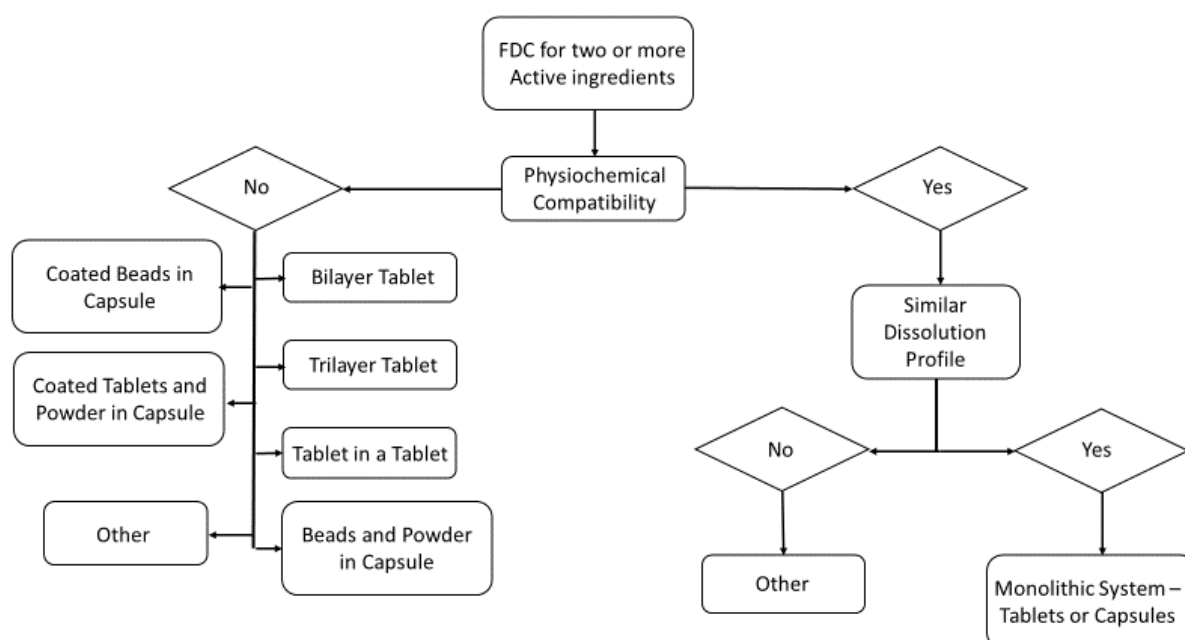 FDC for two or more
Active ingredients
Physiochemical
Compatibility
No
Yes
Coated Beads in
Capsule
Bilayer Tablet
Coated Tablets and
Powder in Capsule
Trilayer Tablet
Tablet in a Tablet
Other
Beads and Powder
in Capsule
Similar
Dissolution
Profile
No
Yes
Other
Monolithic System –
Tablets or Capsules